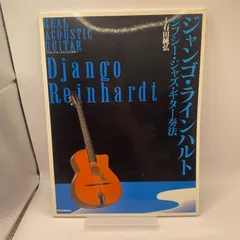 REAL
ACOUSTIC
GUITAR
Django
Reinhardt
ジャンゴ・ラインハルト
ジプシー・ジャズ・ギター奏法